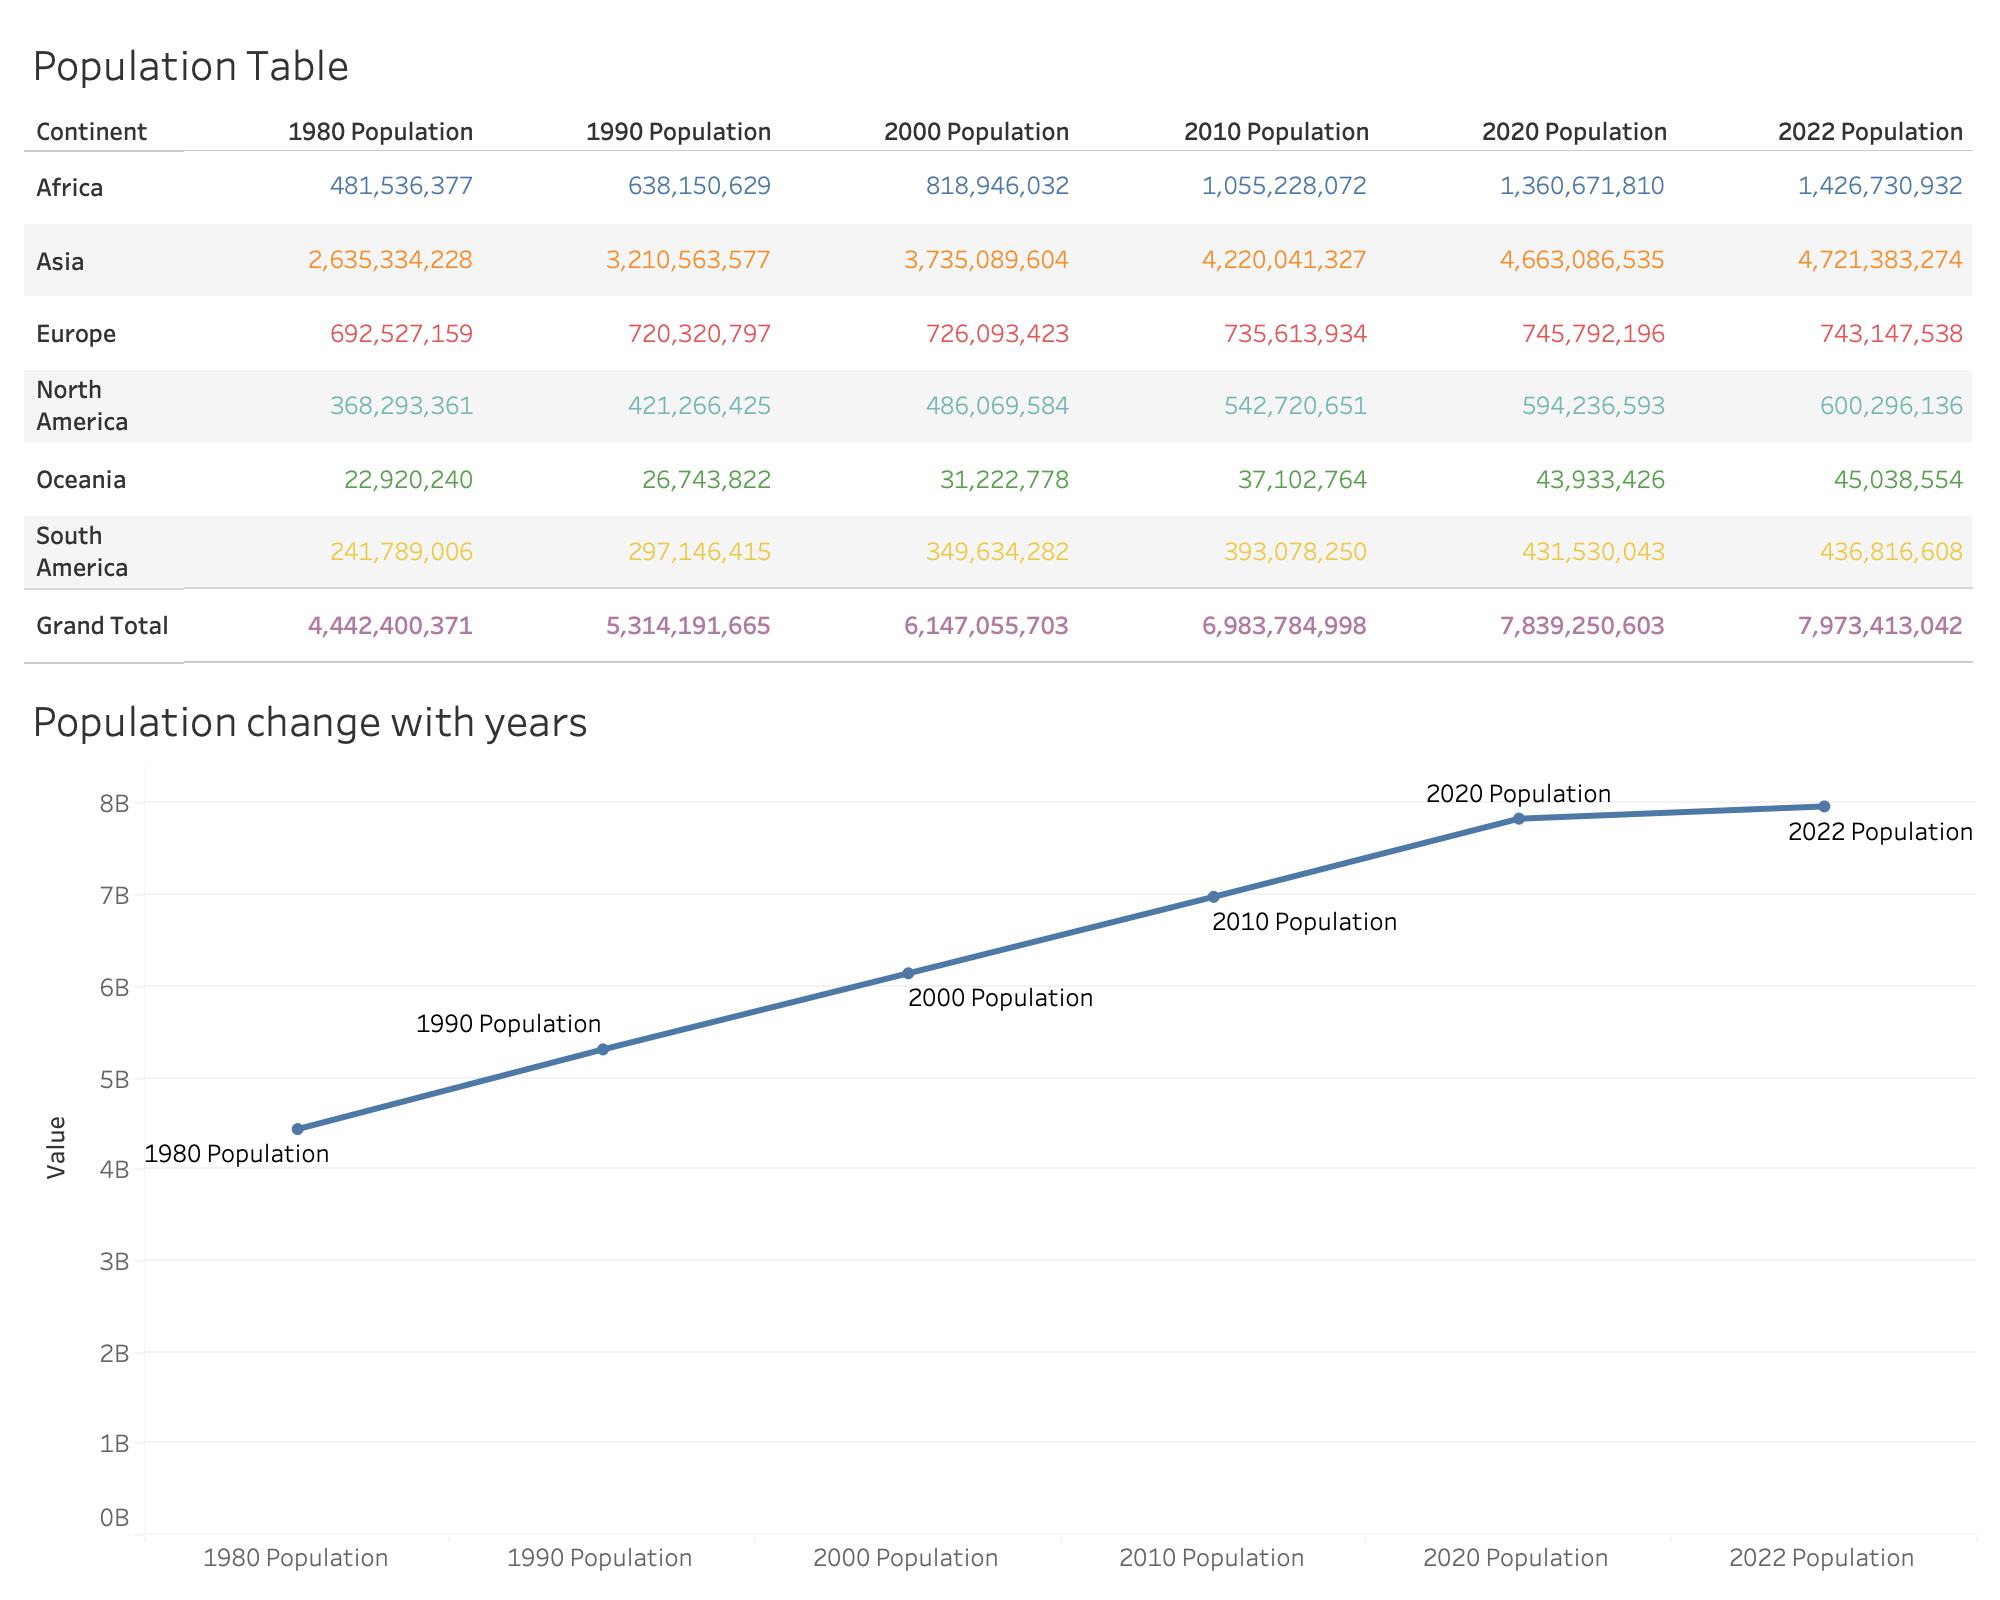 Population Table
Continent 1980 Population 1990 Population 2000 Population 2010 Population 2020 Population 2022 Population
Africa 481,536,377 638,150,629 818,946,032 1,055,228,072 1,360,671,810 1,426,730,932
Asia 2,635,334,228 3,210,563,577 3,735,089,604 4,220,041,327 4,663,086,535 4,721,383,274
Europe 692,527,159 720,320,797 726,093,423 735,613,934 745,792,196 743,147,538
North
America 368,293,361 421,266,425 486,069,584 542,720,651 594,236,593 600,296,136
Oceania 22,920,240 26,743,822 31,222,778 37,102,764 43,933,426 45,038,554
South
America 241,789,006 297,146,415 349,634,282 393,078,250 431,530,043 436,816,608
Grand Total 4,442,400,371 5,314,191,665 6,147,055,703 6,983,784,998 7,839,250,603 7,973,413,042
Population change with years
2020 Population
8B
2022 Population
7B
2010 Population
6B
2000 Population
1990 Population
5B
Value
1980 Population
4B
3B
2B
1B
0B
1980 Population 1990 Population 2000 Population 2010 Population 2020 Population 2022 Population